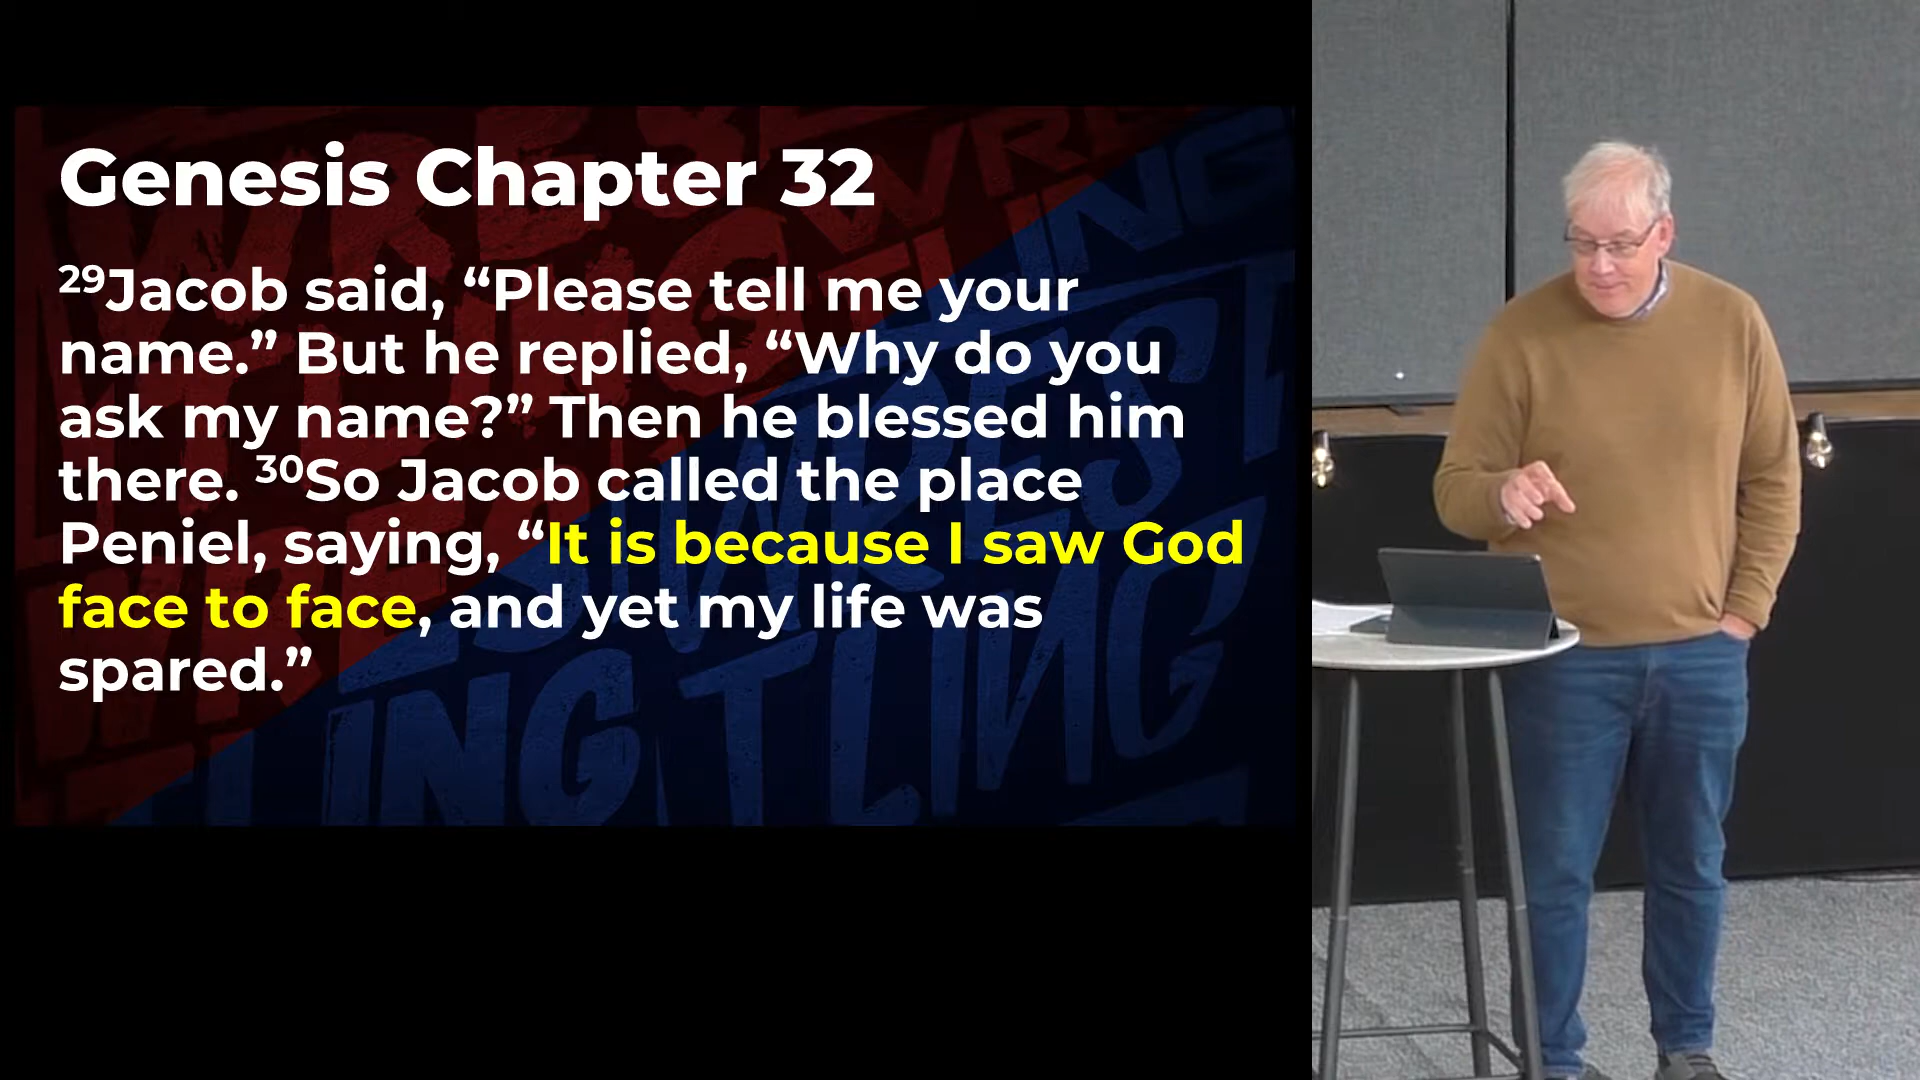 Genesis Chapter 32
²⁹Jacob said, “Please tell me your
name.” But he replied, “Why do you
ask my name?” Then he blessed him
there. ³⁰So Jacob called the place
Peniel, saying, “It is because I saw God
face to face, and yet my life was
spared.”